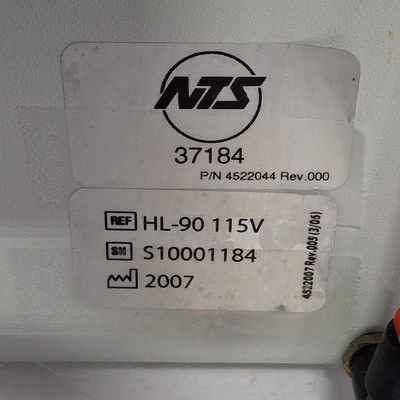 NTS
37184
P/N 4522044 Rev.000
REF HL-90 115V
SN S10001184
2007
4522007 Rev.005 (3/05)